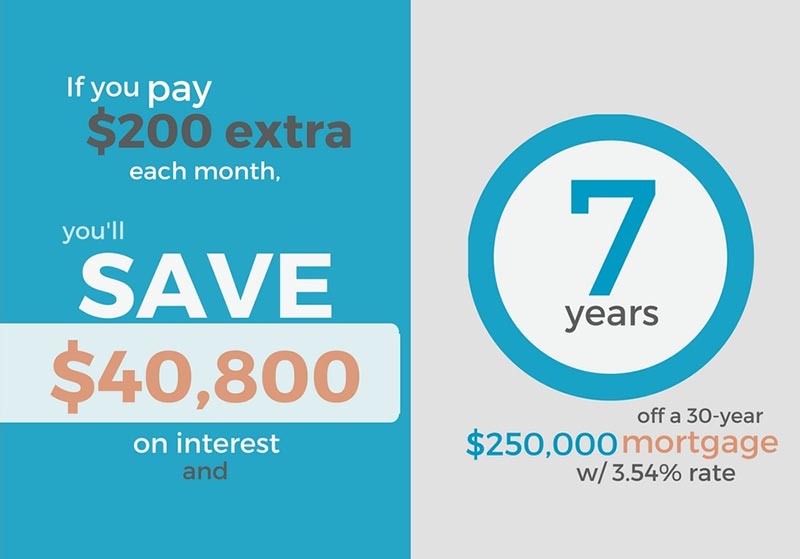 If you pay
$200 extra
each month,
you'll
SAVE
$40,800
on interest
and
7
years
off a 30-year
$250,000 mortgage
w/ 3.54% rate